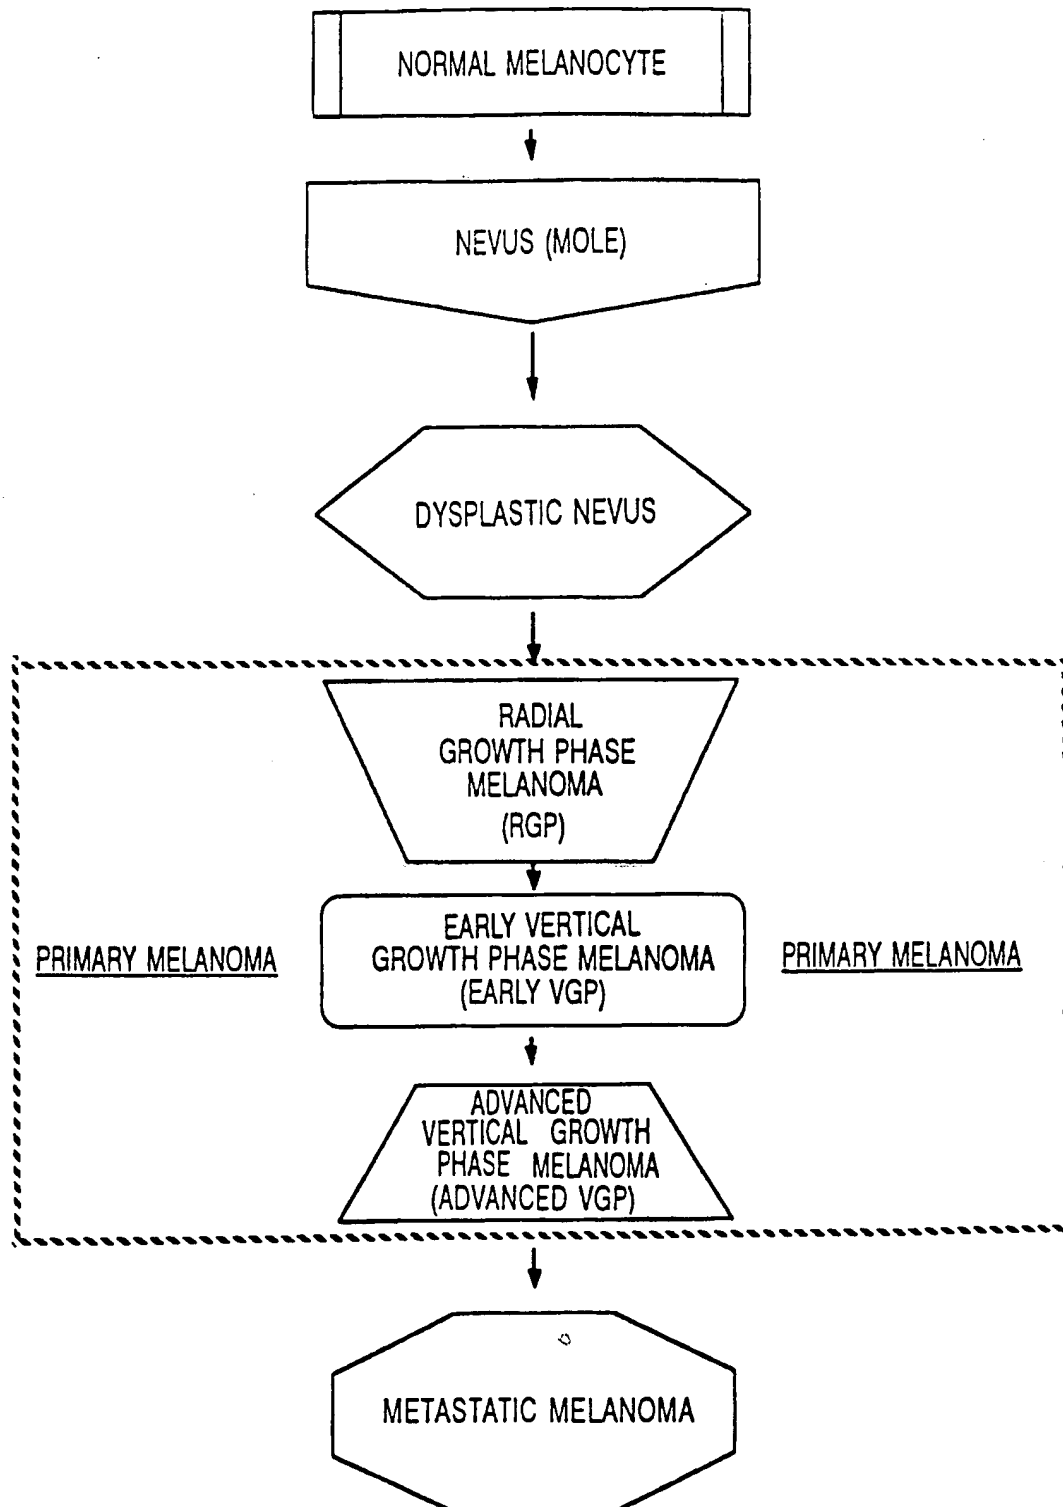 NORMAL MELANOCYTE
NEVUS (MOLE)
DYSPLASTIC NEVUS
RADIAL
GROWTH PHASE
MELANOMA
(RGP)
EARLY VERTICAL
GROWTH PHASE MELANOMA
(EARLY VGP)
PRIMARY MELANOMA
PRIMARY MELANOMA
ADVANCED
VERTICAL GROWTH
PHASE MELANOMA
(ADVANCED VGP)
METASTATIC MELANOMA